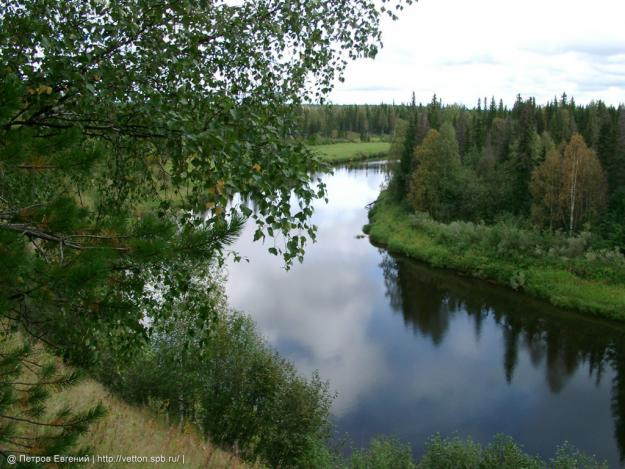 @ Петров Евгений | http://vetton.spb.ru/ |